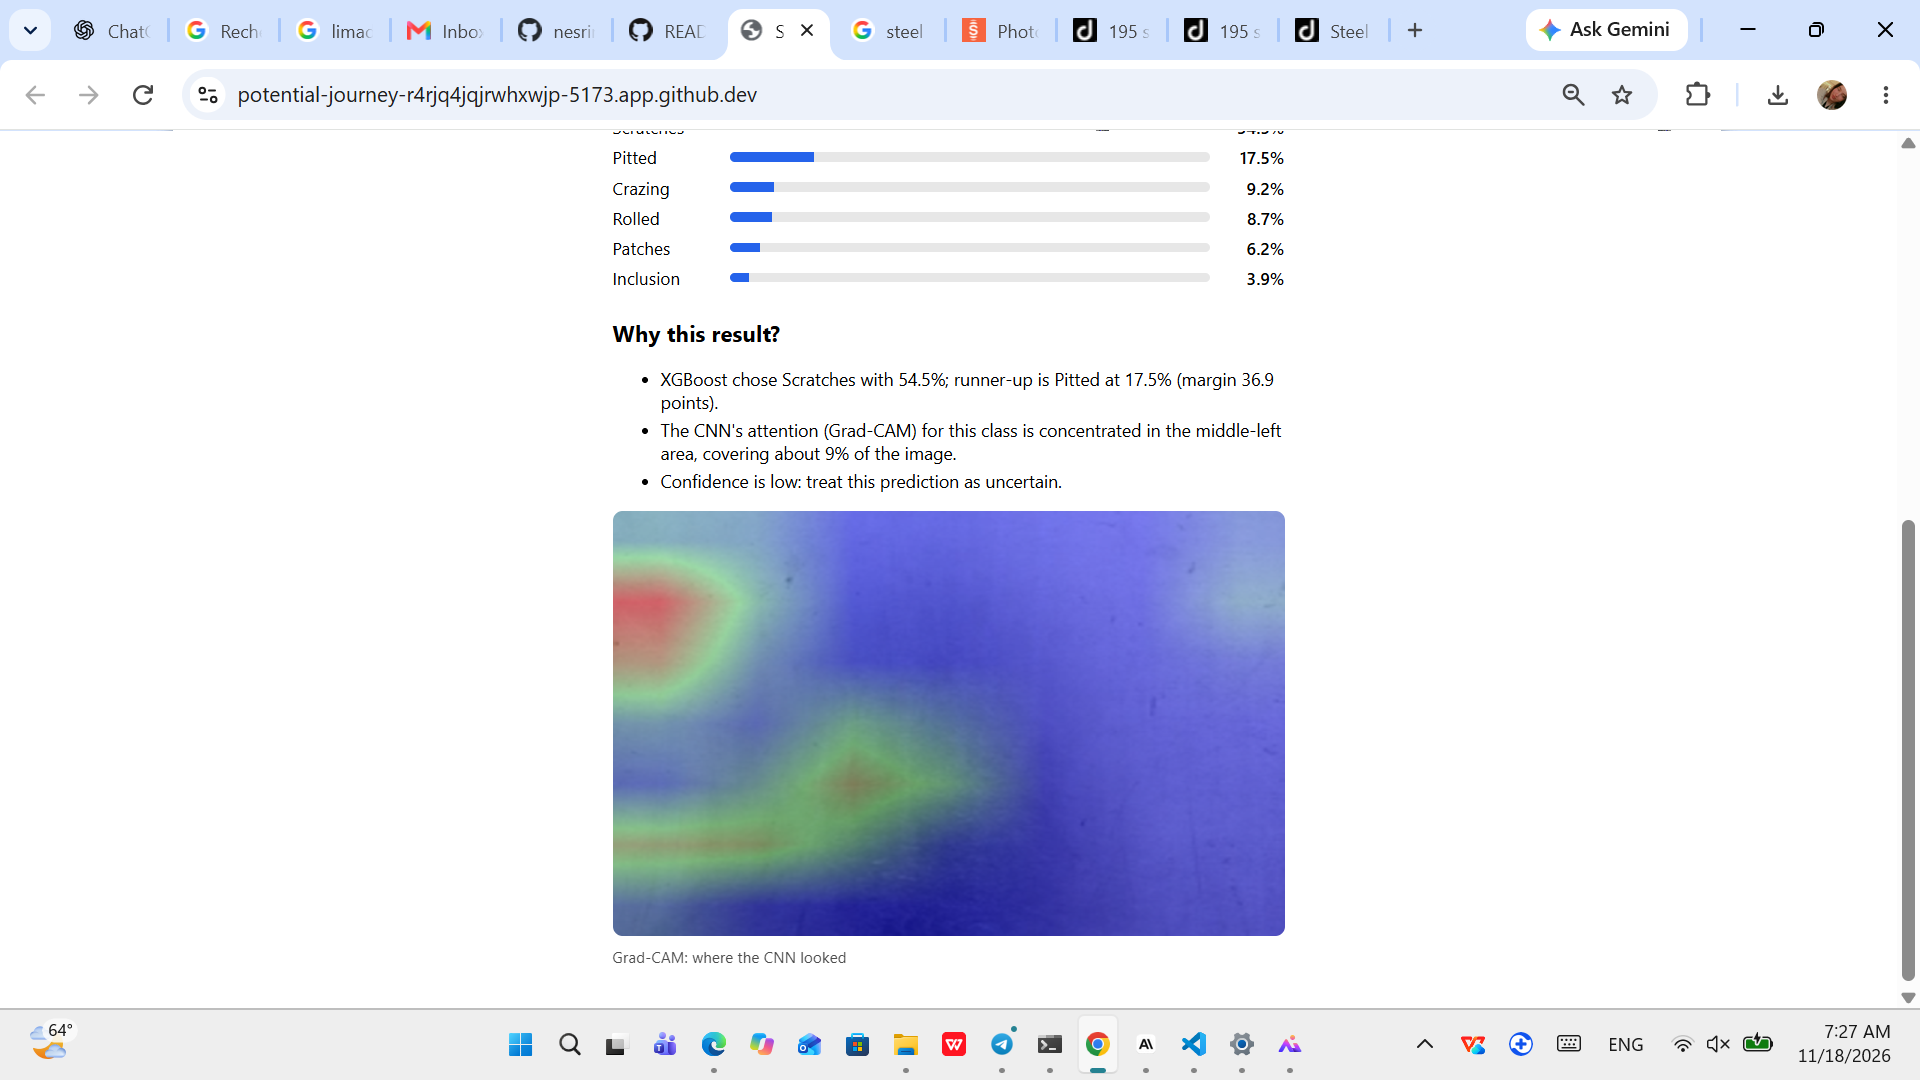 Chat
Rech
limac
Inbo
nesri
READ
S
steel
Photo
195 s
195 s
Steel
Ask Gemini
potential-journey-r4rjq4jqjrwhxwjp-5173.app.github.dev
Scratches 54.5%
Pitted 17.5%
Crazing 9.2%
Rolled 8.7%
Patches 6.2%
Inclusion 3.9%
Why this result?
• XGBoost chose Scratches with 54.5%; runner-up is Pitted at 17.5% (margin 36.9
points).
• The CNN's attention (Grad-CAM) for this class is concentrated in the middle-left
area, covering about 9% of the image.
• Confidence is low: treat this prediction as uncertain.
Grad-CAM: where the CNN looked
64°
ENG
7:27 AM
11/18/2026